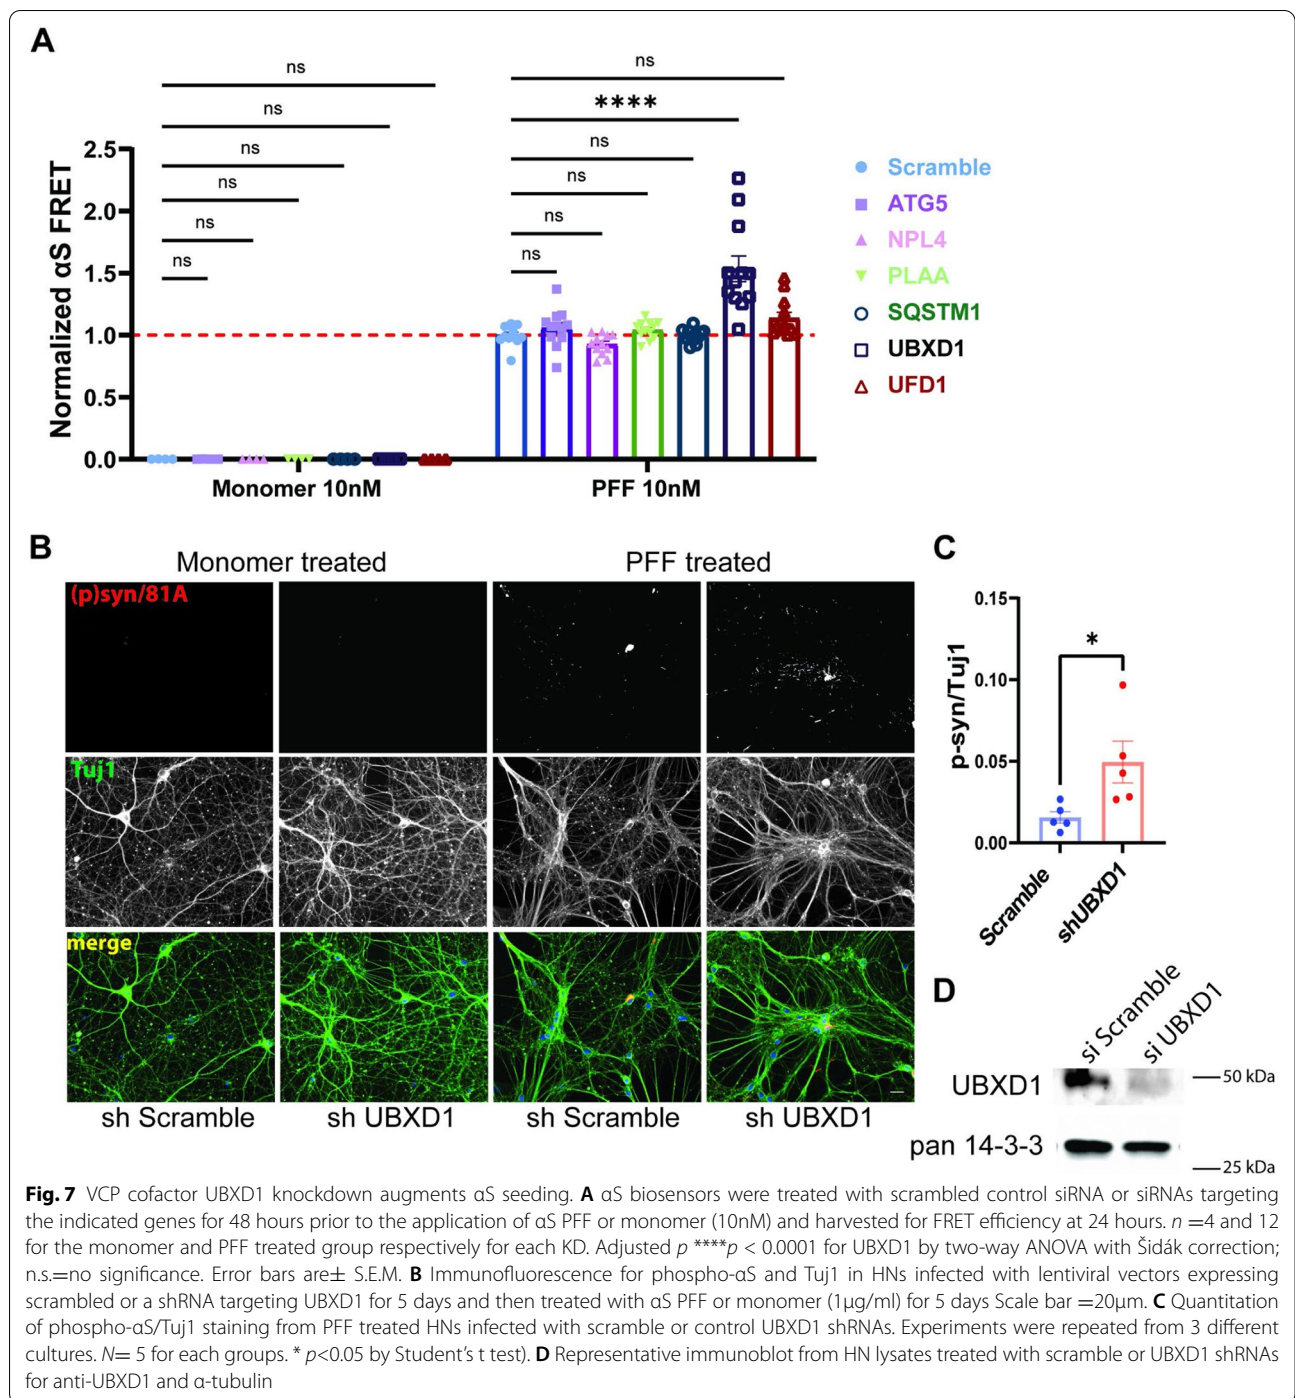 A
ns
ns
ns
ns
ns
ns
ns
****
ns
ns
ns
ns
Normalized αS FRET
2.5
2.0
1.5
1.0
0.5
0.0
Monomer 10nM
PFF 10nM
Scramble
ATG5
NPL4
PLAA
SQSTM1
UBXD1
UFD1
B
Monomer treated
PFF treated
(p)syn/81A
Tuj1
merge
sh Scramble
sh UBXD1
sh Scramble
sh UBXD1
C
p-syn/Tuj1
0.15
0.10
0.05
0.00
*
Scramble
shUBXD1
D
si Scramble
si UBXD1
UBXD1
50 kDa
pan 14-3-3
25 kDa
Fig. 7 VCP cofactor UBXD1 knockdown augments αS seeding. A αS biosensors were treated with scrambled control siRNA or siRNAs targeting
the indicated genes for 48 hours prior to the application of αS PFF or monomer (10nM) and harvested for FRET efficiency at 24 hours. n =4 and 12
for the monomer and PFF treated group respectively for each KD. Adjusted p ****p < 0.0001 for UBXD1 by two-way ANOVA with Šidák correction;
n.s.=no significance. Error bars are± S.E.M. B Immunofluorescence for phospho-αS and Tuj1 in HNs infected with lentiviral vectors expressing
scrambled or a shRNA targeting UBXD1 for 5 days and then treated with αS PFF or monomer (1μg/ml) for 5 days Scale bar =20μm. C Quantitation
of phospho-αS/Tuj1 staining from PFF treated HNs infected with scramble or control UBXD1 shRNAs. Experiments were repeated from 3 different
cultures. N= 5 for each groups. * p<0.05 by Student's t test). D Representative immunoblot from HN lysates treated with scramble or UBXD1 shRNAs
for anti-UBXD1 and α-tubulin